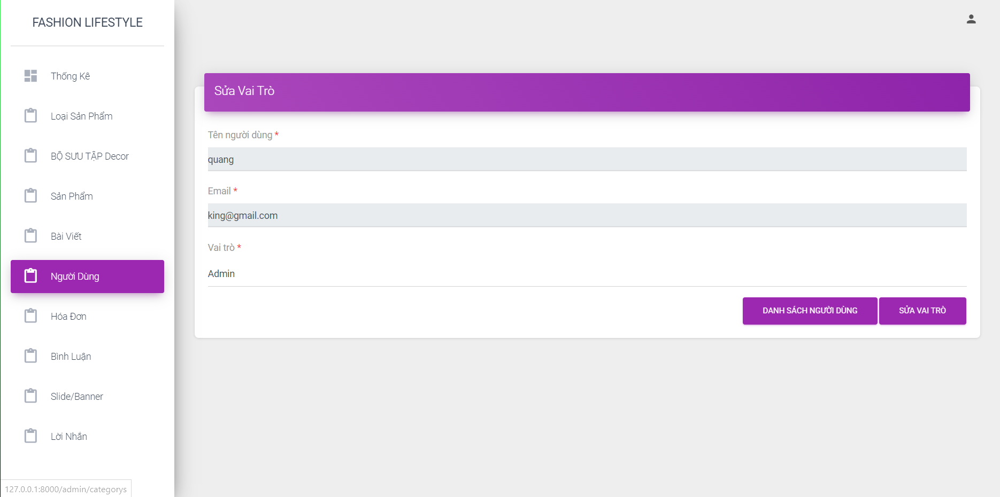 FASHION LIFESTYLE
Thống Kê
Loại Sản Phẩm
BỘ SƯU TẬP Decor
Sản Phẩm
Bài Viết
Người Dùng
Hóa Đơn
Bình Luận
Slide/Banner
Lời Nhắn
127.0.0.1:8000/admin/categorys
Sửa Vai Trò
Tên người dùng *
quang
Email *
king@gmail.com
Vai trò *
Admin
DANH SÁCH NGƯỜI DÙNG
SỬA VAI TRÒ